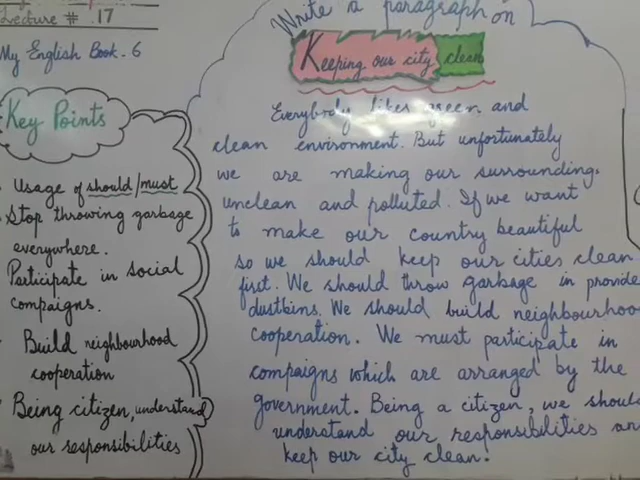 Lecture # 17
My English Book. 6
Key Points
Usage of should/must
Stop throwing garbage
everywhere.
Participate in social
compaigns.
Build neighbourhood
cooperation
Being citizen, understand
our responsibilities
Write a paragraph on
Keeping our city clean
Everybody likes green and
clean environment. But unfortunately
we are making our surrounding.
unclean and polluted. If we want
to make our country beautiful
so we should keep our cities clean
first. We should throw garbage in provide
dustbins. We should build neighbourhoo
cooperation. We must participate in
compaigns which are arranged by the
government. Being a citizen, we should
understand our responsibilities an
keep our city clean.